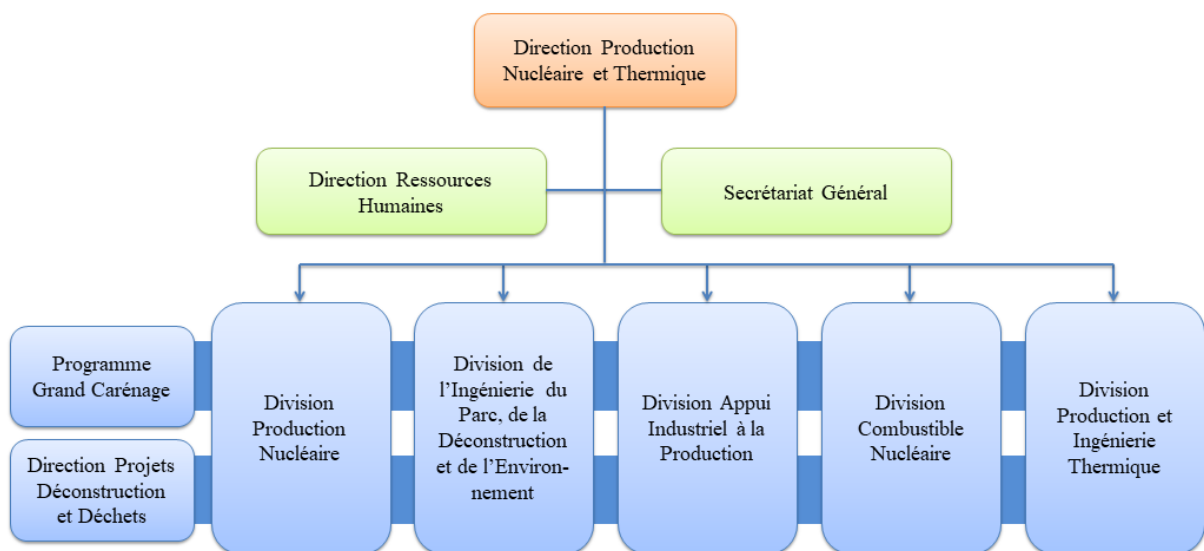 Direction Production
Nucléaire et Thermique
Direction Ressources
Humaines
Secrétariat Général
Programme
Grand Carénage
Direction Projets
Déconstruction
et Déchets
Division
Production
Nucléaire
Division de
l’Ingénierie du
Parc, de la
Déconstruction
et de l’Environ-
nement
Division Appui
Industriel à la
Production
Division
Combustible
Nucléaire
Division
Production et
Ingénierie
Thermique